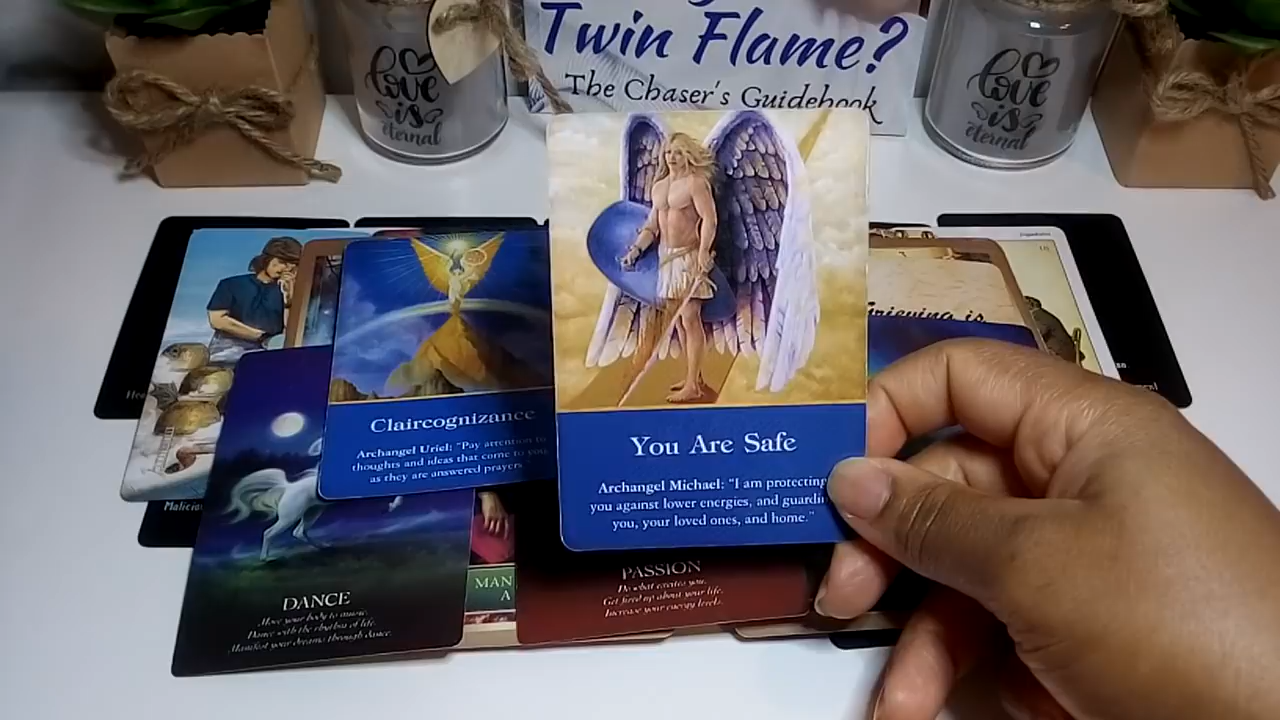 Twin Flame?
The Chaser's Guidebook
love
is
eternal
love
is
eternal
Grieving is
Claircognizance
Archangel Uriel: "Pay attention to
thoughts and ideas that come to you,
as they are answered prayers
You Are Safe
Archangel Michael: "I am protecting
you against lower energies, and guardin
you, your loved ones, and home."
Malicio
DANCE
Move your body to music.
Dance with the rhythm of life.
Manifest your dreams through dance.
MAN
A
PASSION
Do what excites you.
Get fired up about your life.
Increase your energy levels.